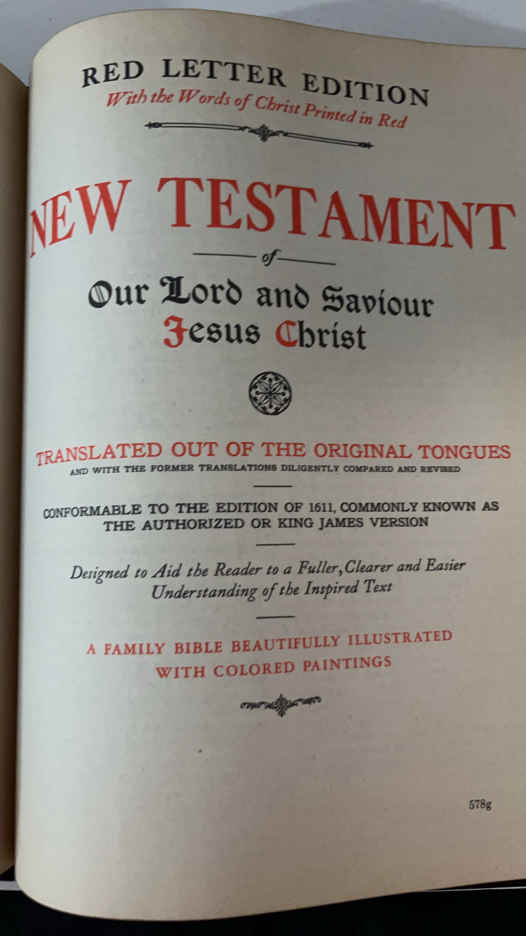 RED LETTER EDITION
With the Words of Christ Printed in Red
NEW TESTAMENT
of
Our Lord and Saviour
Jesus Christ
TRANSLATED OUT OF THE ORIGINAL TONGUES
AND WITH THE FORMER TRANSLATIONS DILIGENTLY COMPARED AND REVISED
CONFORMABLE TO THE EDITION OF 1611, COMMONLY KNOWN AS
THE AUTHORIZED OR KING JAMES VERSION
Designed to Aid the Reader to a Fuller, Clearer and Easier
Understanding of the Inspired Text
A FAMILY BIBLE BEAUTIFULLY ILLUSTRATED
WITH COLORED PAINTINGS
578g